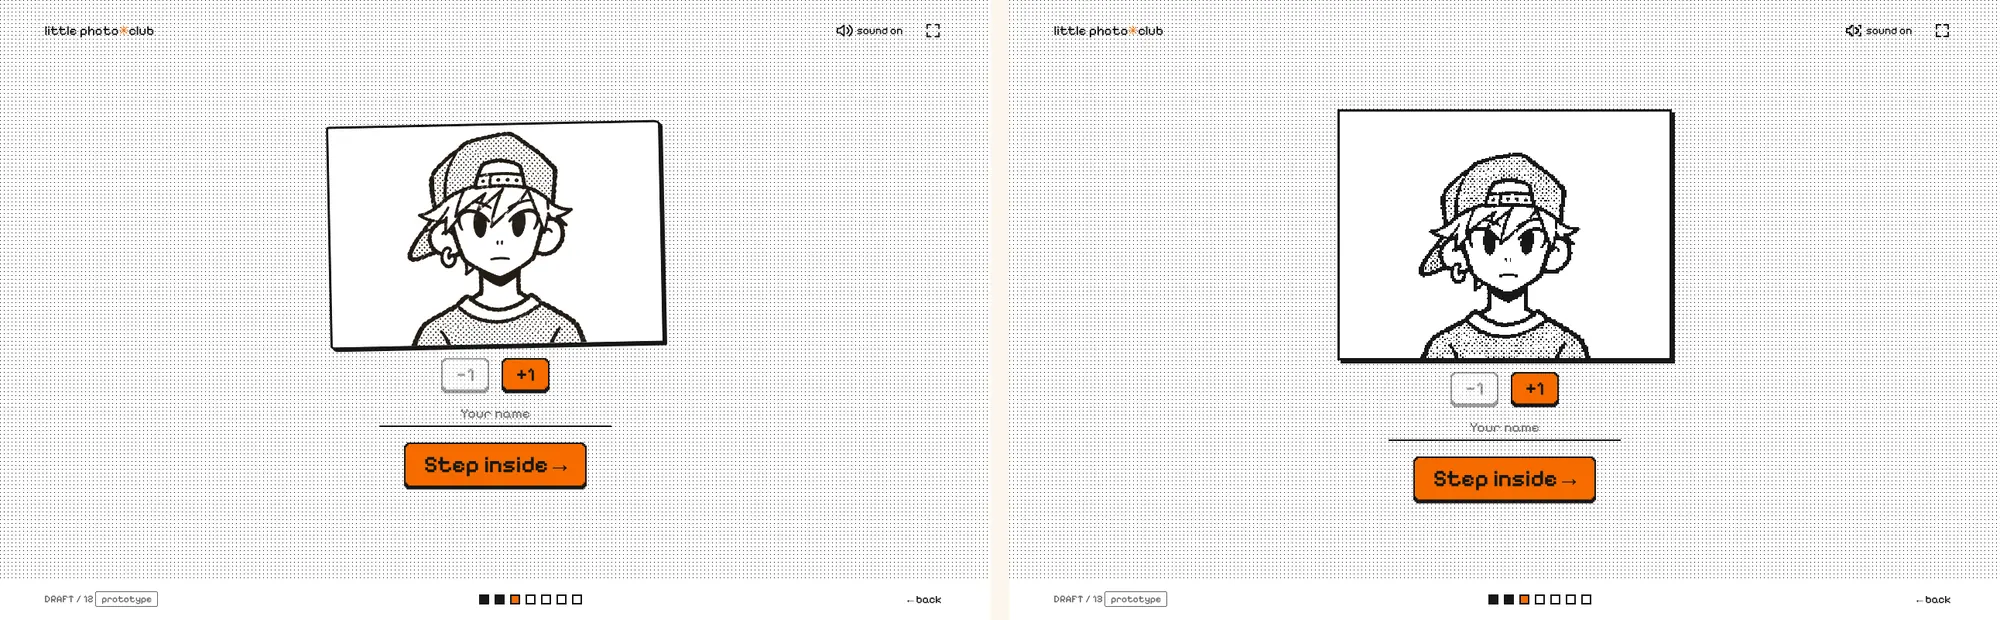 little photo*club
sound on
-1
+1
Your name
Step inside→
DRAFT / 12 prototype
←back
little photo*club
sound on
-1
+1
Your name
Step inside→
DRAFT / 13 prototype
←back